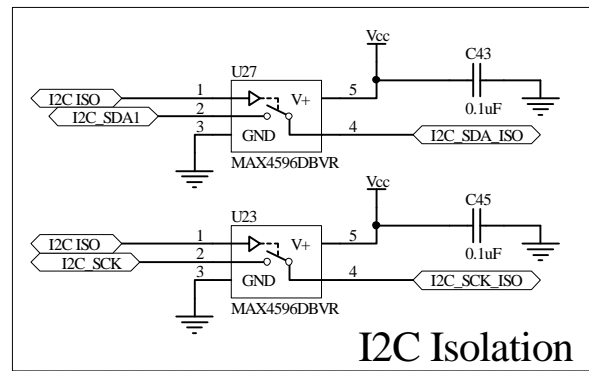 Vcc
U27
C43
I2C ISO 1 V+ 5
I2C_SDA1 2 0.1uF
3 GND 4 I2C_SDA_ISO
MAX4596DBVR
Vcc
U23
C45
I2C ISO 1 V+ 5
I2C_SCK 2 0.1uF
3 GND 4 I2C_SCK_ISO
MAX4596DBVR
I2C Isolation